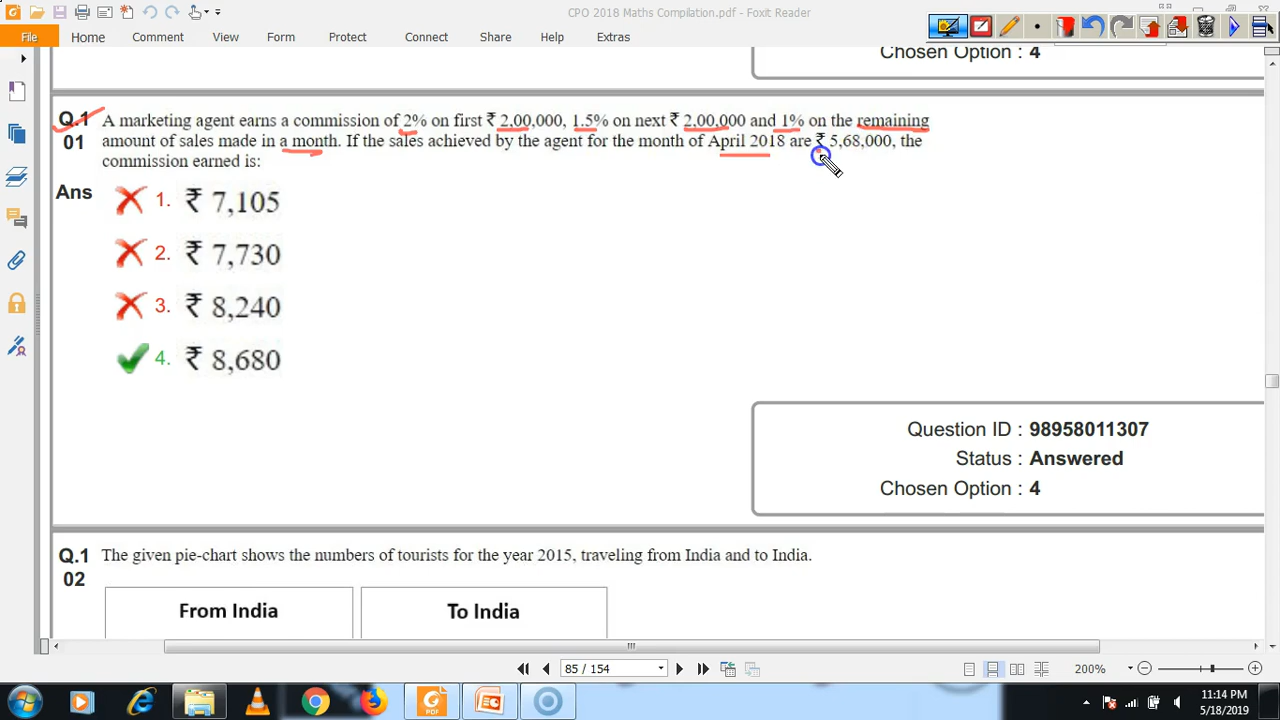 CPO 2018 Maths Compilation.pdf - Foxit Reader
File Home Comment View Form Protect Connect Share Help Extras
Chosen Option : 4
Q.1 A marketing agent earns a commission of 2% on first ₹ 2,00,000, 1.5% on next ₹ 2,00,000 and 1% on the remaining
01 amount of sales made in a month. If the sales achieved by the agent for the month of April 2018 are ₹ 5,68,000, the
commission earned is:
Ans 1. ₹ 7,105
2. ₹ 7,730
3. ₹ 8,240
4. ₹ 8,680
Question ID : 98958011307
Status : Answered
Chosen Option : 4
Q.1 The given pie-chart shows the numbers of tourists for the year 2015, traveling from India and to India.
02
From India To India
85 / 154 200%
PDF
11:14 PM
5/18/2019